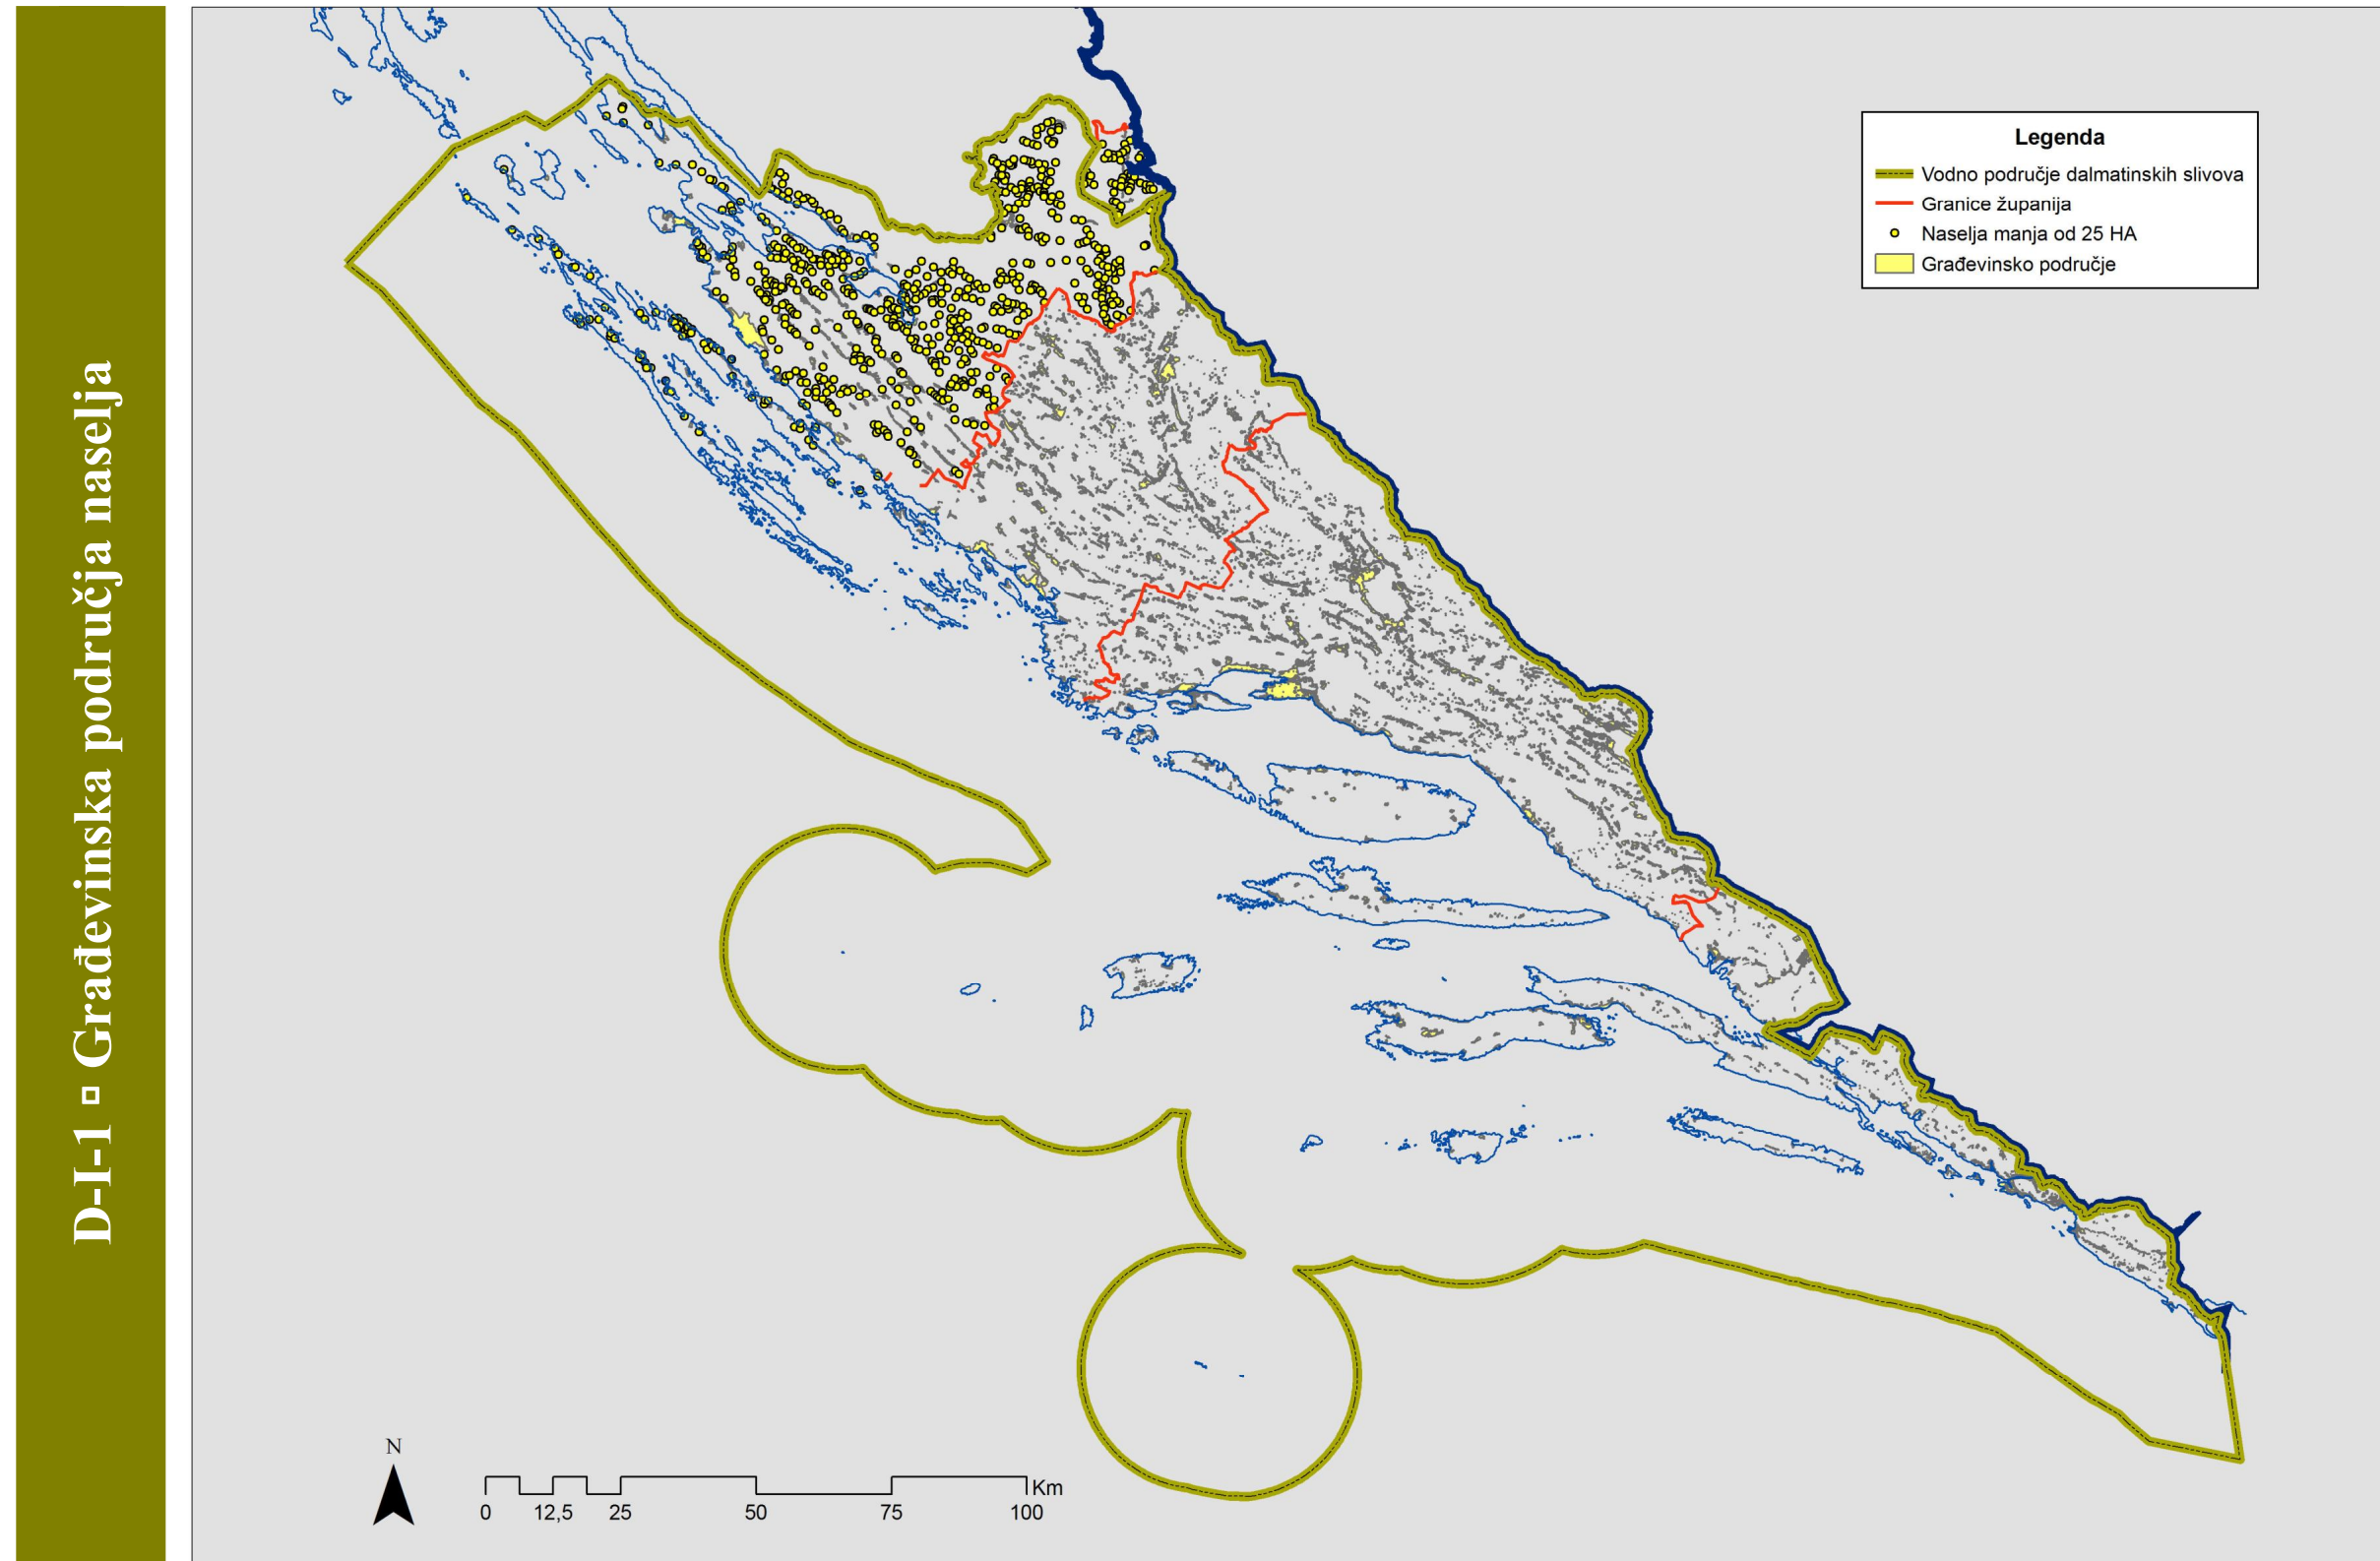 D-I-1 ▫ Građevinska područja naselja
Legenda
Vodno područje dalmatinskih slivova
Granice županija
Naselja manja od 25 HA
Građevinsko područje
N
Km
0 12,5 25 50 75 100